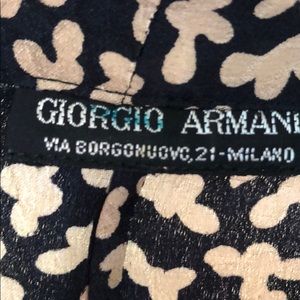 GIORGIO ARMANI
VIA BORGONUOVO, 21-MILANO